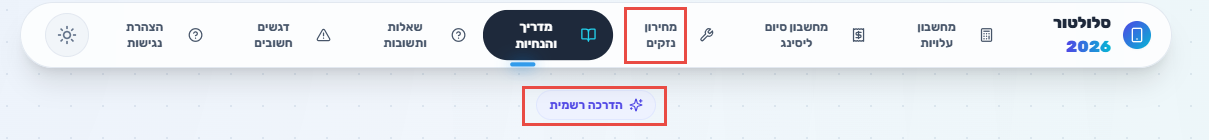 סלולטור
2026
מחשבון
עלויות
מחשבון סיום
ליסינג
מחירון
נזקים
מדריך
והנחיות
שאלות
ותשובות
דגשים
חשובים
הצהרת
נגישות
הדרכה רשמית